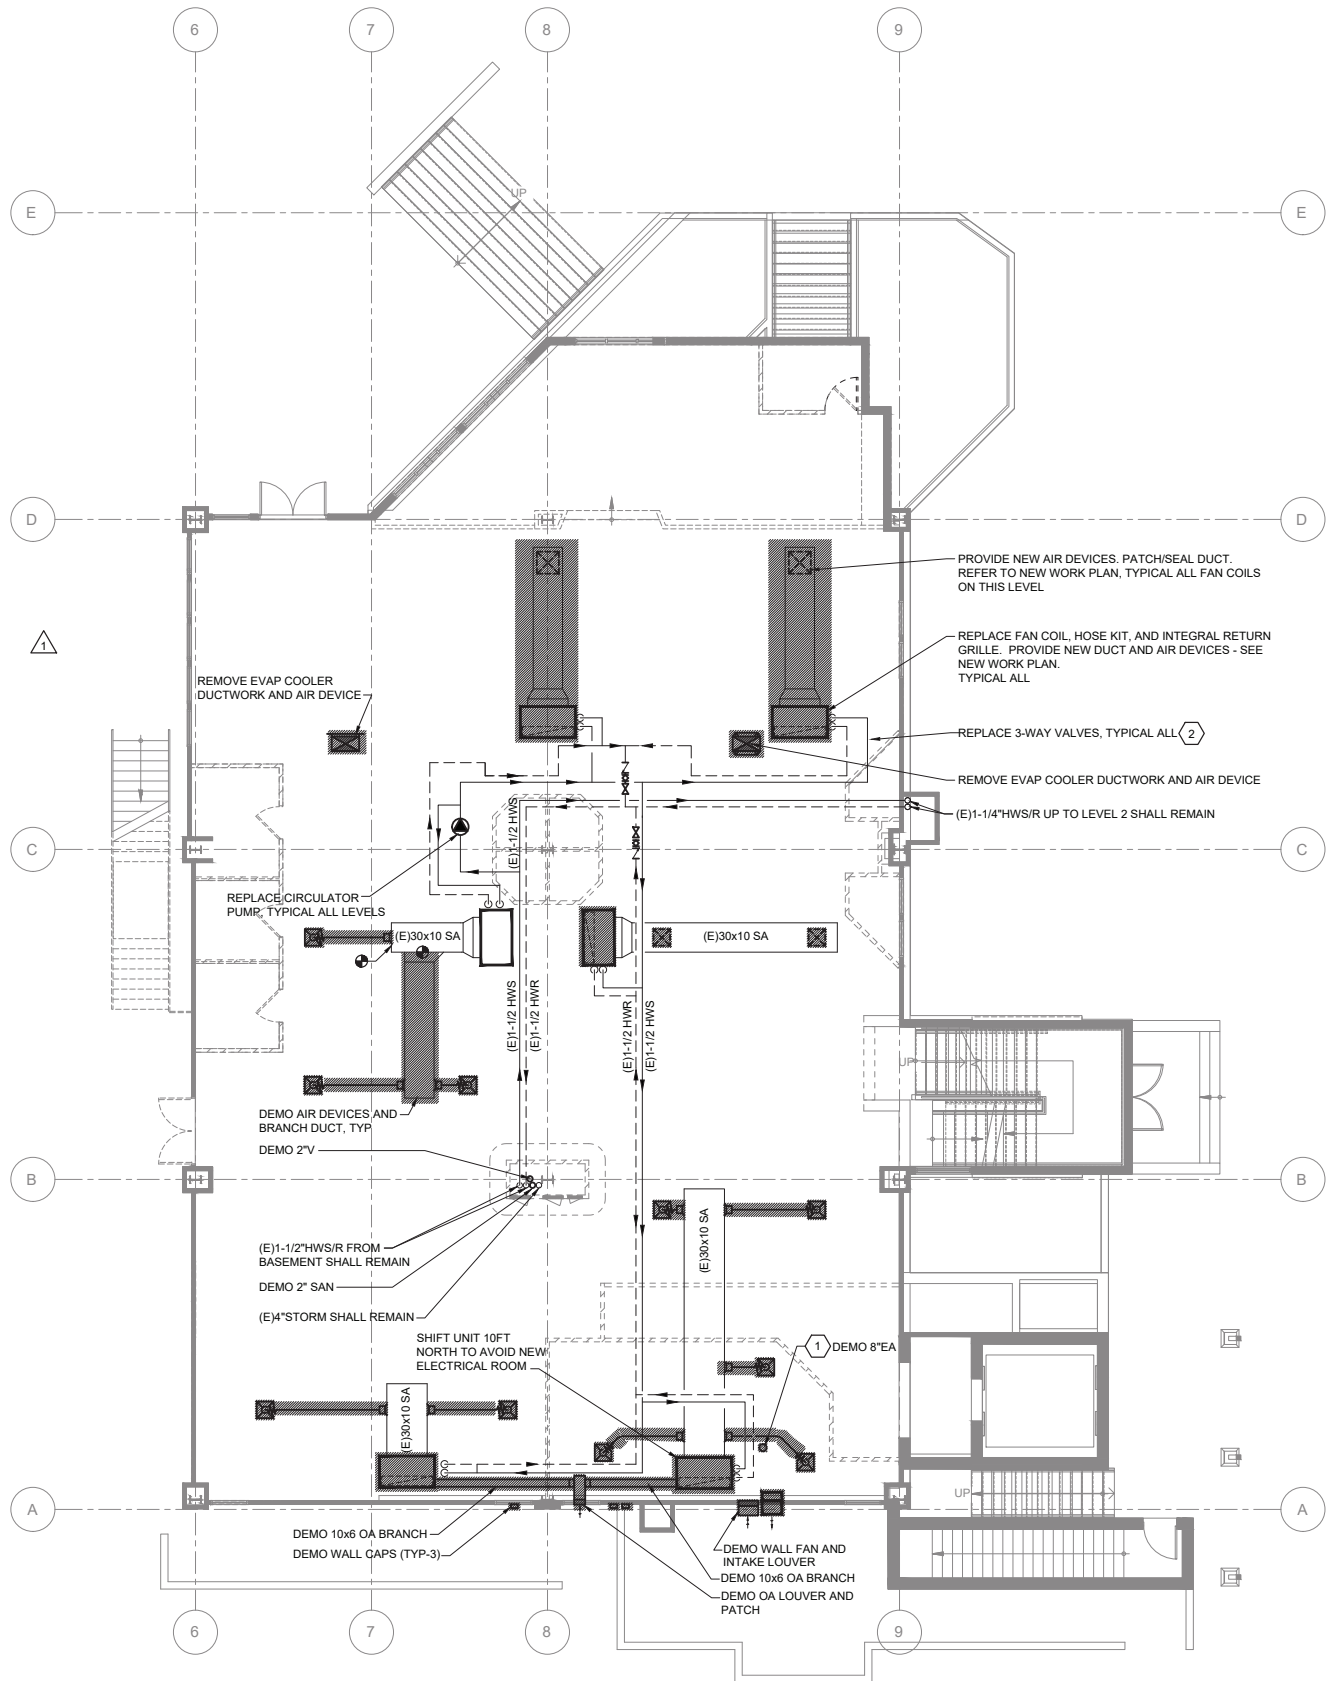 6
7
8
9
UP
E
E
D
D
PROVIDE NEW AIR DEVICES. PATCH/SEAL DUCT.
REFER TO NEW WORK PLAN, TYPICAL ALL FAN COILS
ON THIS LEVEL
1
REPLACE FAN COIL, HOSE KIT, AND INTEGRAL RETURN
GRILLE. PROVIDE NEW DUCT AND AIR DEVICES - SEE
NEW WORK PLAN.
TYPICAL ALL
REMOVE EVAP COOLER
DUCTWORK AND AIR DEVICE
REPLACE 3-WAY VALVES, TYPICAL ALL
2
REMOVE EVAP COOLER DUCTWORK AND AIR DEVICE
(E)1-1/4"HWS/R UP TO LEVEL 2 SHALL REMAIN
(E)1-1/2 HWS
C
C
REPLACE CIRCULATOR
PUMP, TYPICAL ALL LEVELS
(E)30x10 SA
(E)30x10 SA
(E)1-1/2 HWS
(E)1-1/2 HWR
(E)1-1/2 HWR
(E)1-1/2 HWS
UP
DEMO AIR DEVICES AND
BRANCH DUCT, TYP
DEMO 2"V
B
B
(E)30x10 SA
(E)1-1/2"HWS/R FROM
BASEMENT SHALL REMAIN
DEMO 2" SAN
(E)4"STORM SHALL REMAIN
SHIFT UNIT 10FT
NORTH TO AVOID NEW
ELECTRICAL ROOM
1
DEMO 8"EA
(E)30x10 SA
UP
A
A
DEMO 10x6 OA BRANCH
DEMO WALL CAPS (TYP-3)
DEMO WALL FAN AND
INTAKE LOUVER
DEMO 10x6 OA BRANCH
DEMO OA LOUVER AND
PATCH
6
7
8
9